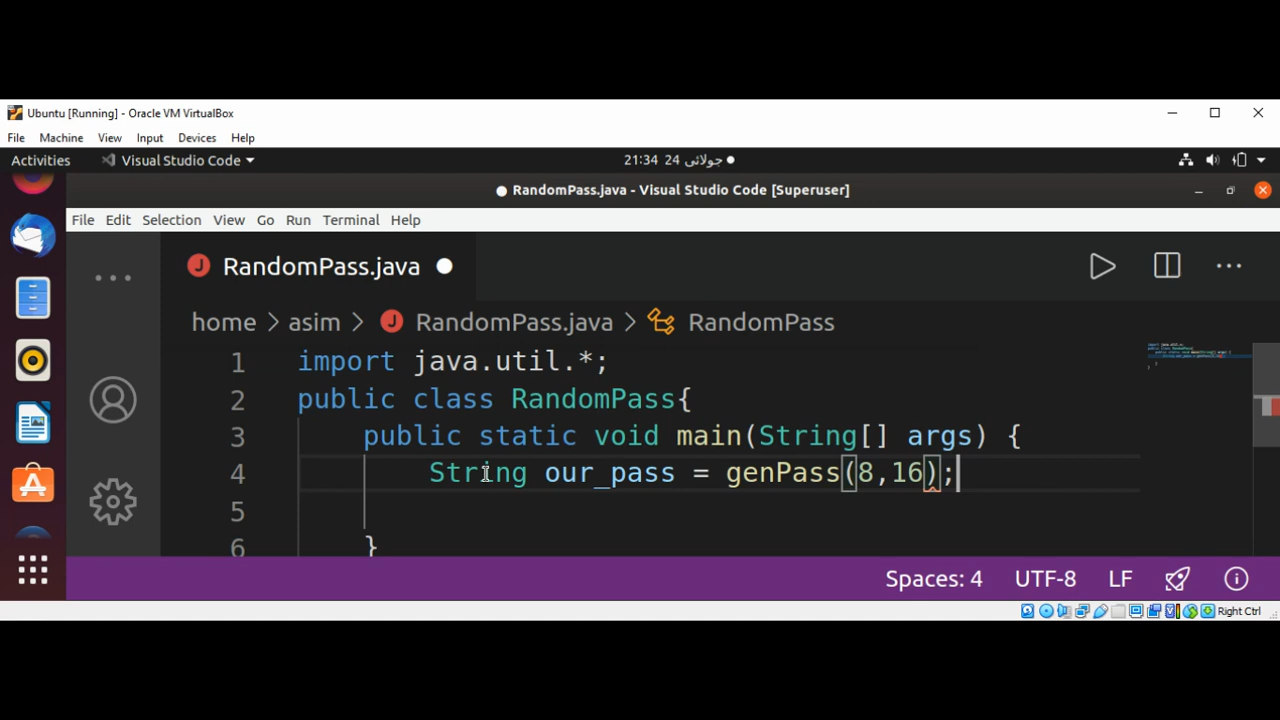 Ubuntu [Running] - Oracle VM VirtualBox
File Machine View Input Devices Help
Activities Visual Studio Code 21:34 24 جولائی
RandomPass.java - Visual Studio Code [Superuser]
File Edit Selection View Go Run Terminal Help
J RandomPass.java
home > asim > J RandomPass.java > RandomPass
1 import java.util.*;
2 public class RandomPass{
3 public static void main(String[] args) {
4 String our_pass = genPass(8,16);
5
6 }
Spaces: 4 UTF-8 LF
Right Ctrl